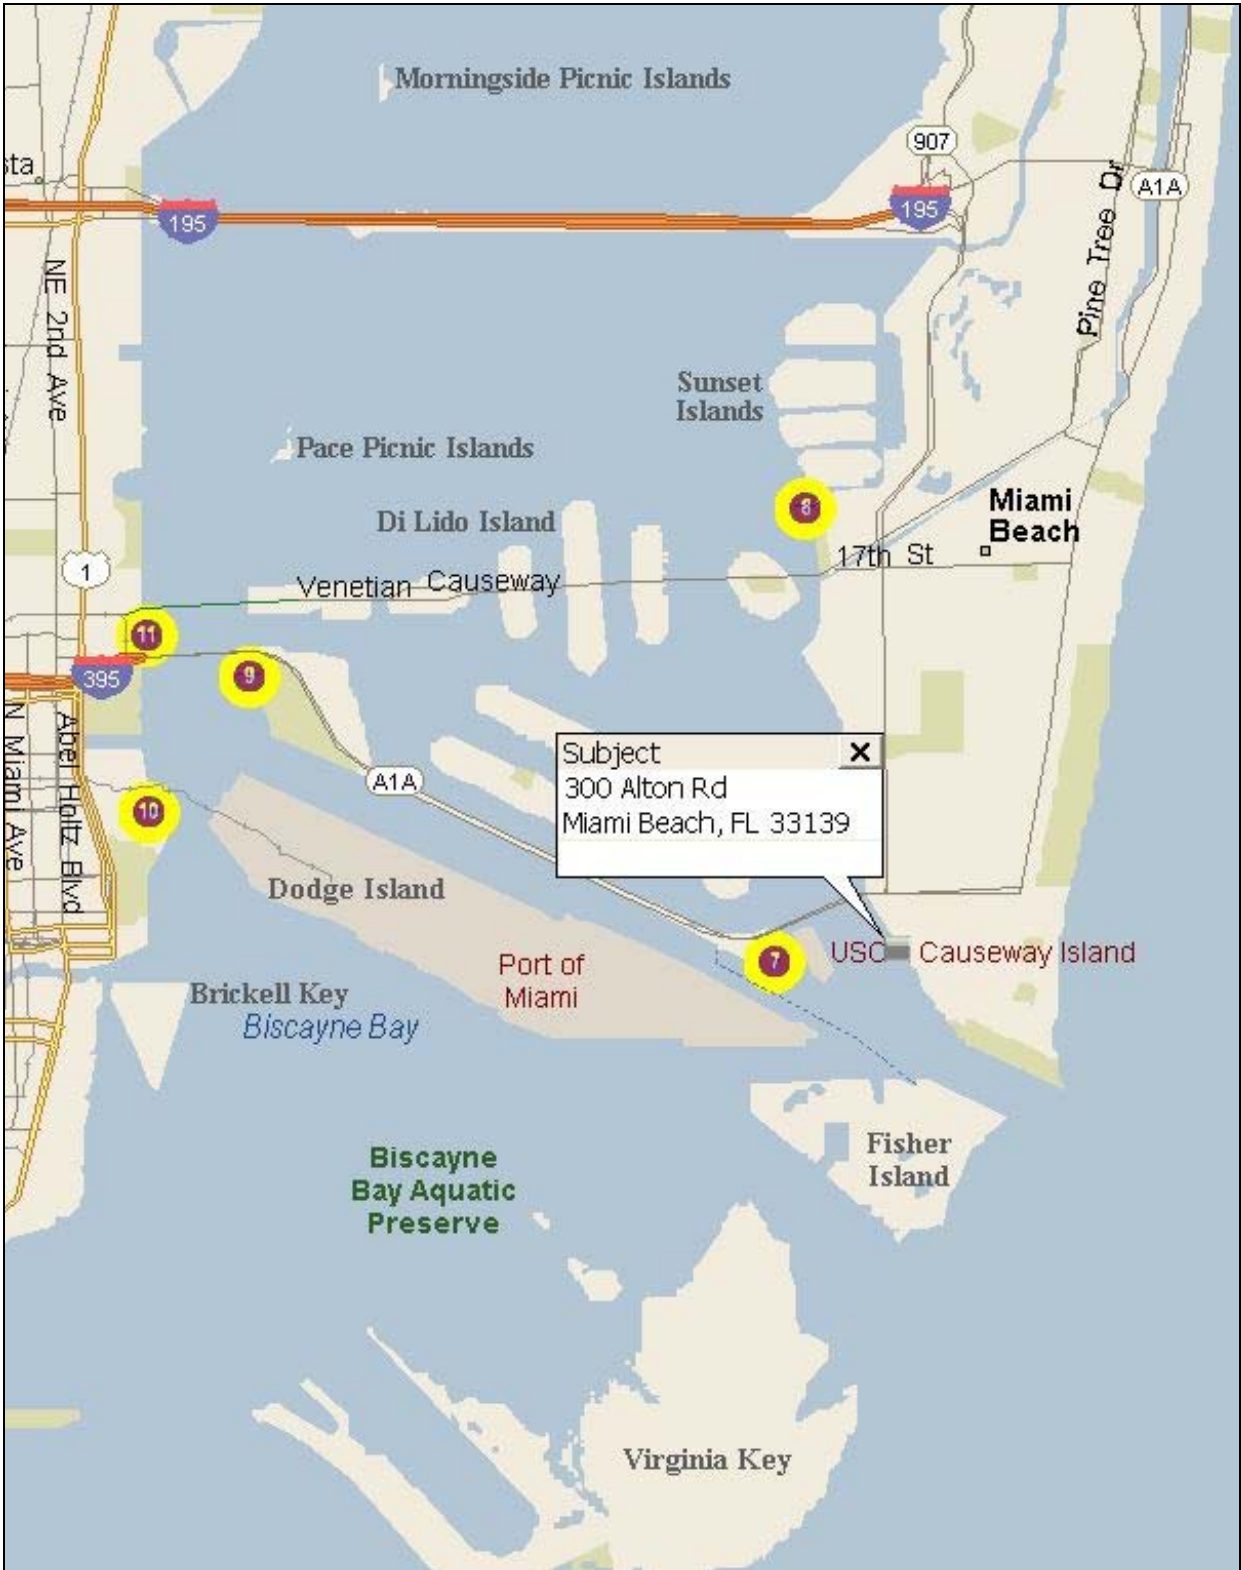 Morningside Picnic Islands
907
sta
A1A
195
195
Pine Tree Dr
NE 2nd Ave
Sunset
Islands
Pace Picnic Islands
8
Miami
Beach
Di Lido Island
17th St
1
Venetian Causeway
11
9
395
N Miami Ave
Abel Holtz Blvd
Subject
300 Alton Rd
Miami Beach, FL 33139
A1A
10
Dodge Island
Port of
Miami
7
USC
Causeway Island
Brickell Key
Biscayne Bay
Fisher
Island
Biscayne
Bay Aquatic
Preserve
Virginia Key